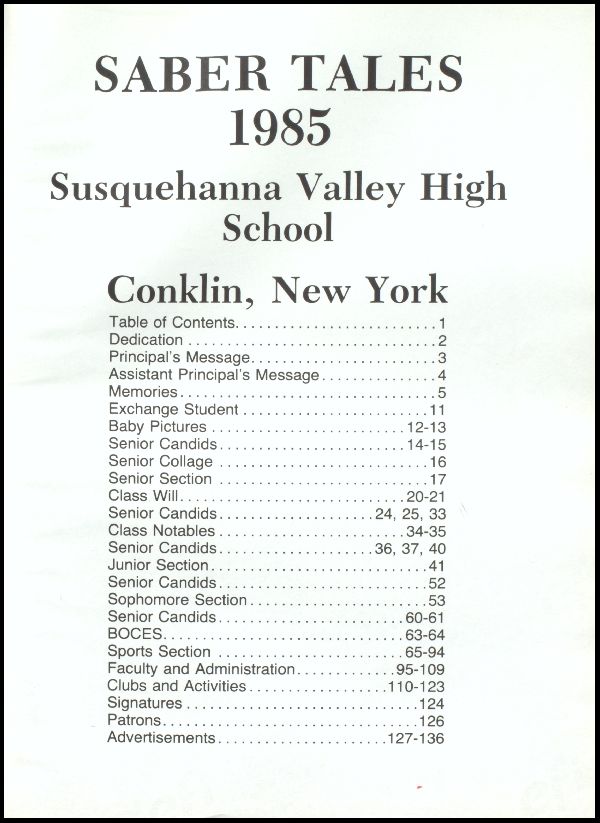 SABER TALES
1985
Susquehanna Valley High
School
Conklin, New York
Table of Contents..........................1
Dedication ................................2
Principal's Message........................3
Assistant Principal's Message...............4
Memories.................................5
Exchange Student .........................11
Baby Pictures .........................12-13
Senior Candids........................14-15
Senior Collage ...........................16
Senior Section ...........................17
Class Will.............................20-21
Senior Candids....................24, 25, 33
Class Notables ........................34-35
Senior Candids....................36, 37, 40
Junior Section............................41
Senior Candids...........................52
Sophomore Section.......................53
Senior Candids........................60-61
BOCES...............................63-64
Sports Section .........................65-94
Faculty and Administration.............95-109
Clubs and Activities..................110-123
Signatures ..............................124
Patrons.................................126
Advertisements......................127-136